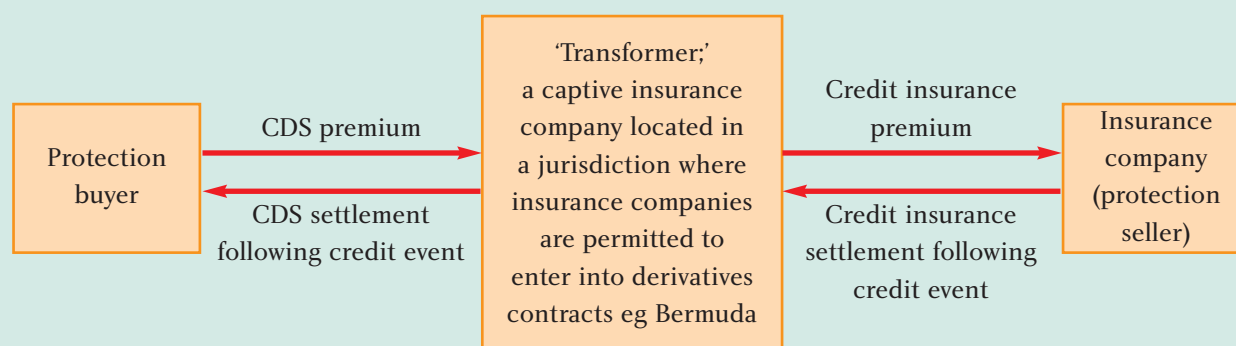 Protection
buyer
CDS premium
CDS settlement
following credit event
‘Transformer;’
a captive insurance
company located in
a jurisdiction where
insurance companies
are permitted to
enter into derivatives
contracts eg Bermuda
Credit insurance
premium
Credit insurance
settlement following
credit event
Insurance
company
(protection
seller)